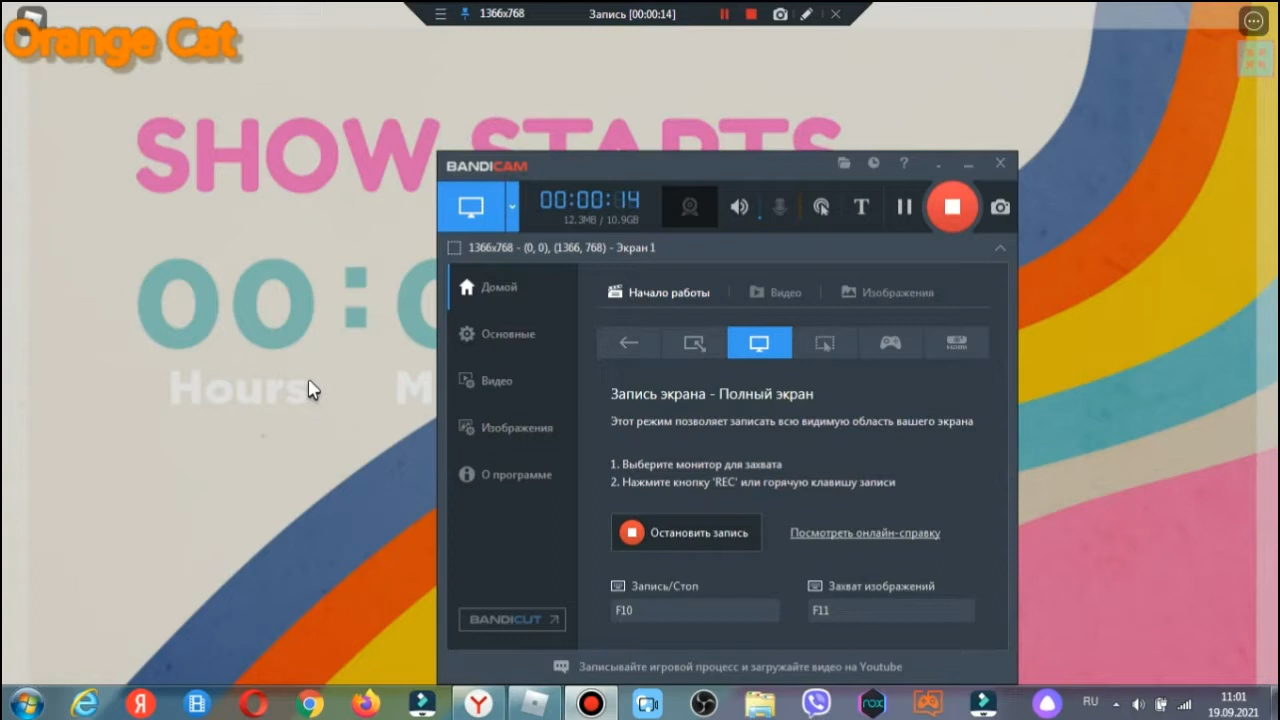 1366x768 Запись [00:00:14]
Orange Cat
SHOW STARTS
BANDICAM
00:00:14
12.3MB / 10.9GB
T
1366x768 - (0, 0), (1366, 768) - Экран 1
00:0
Hours M
Домой
Основные
Видео
Изображения
О программе
BANDICUT
Начало работы Видео Изображения
HDMI
Запись экрана - Полный экран
Этот режим позволяет записать всю видимую область вашего экрана
1. Выберите монитор для захвата
2. Нажмите кнопку 'REC' или горячую клавишу записи
Остановить запись Посмотреть онлайн-справку
Запись/Стоп Захват изображений
F10 F11
Записывайте игровой процесс и загружайте видео на Youtube
Я Y nox RU 11:01
19.09.2021